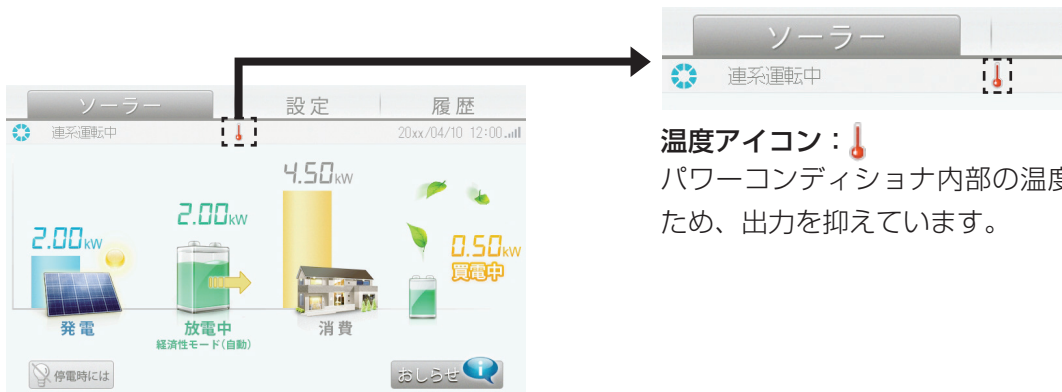 ソーラー
連系運転中
ソーラー 設定 履歴
連系運転中 20xx/04/10 12:00
温度アイコン：
パワーコンディショナ内部の温度
ため、出力を抑えています。
4.50kW
2.00kW
2.00kW
0.50kW
買電中
発電
放電中
経済性モード(自動)
消費
停電時には
おしらせ